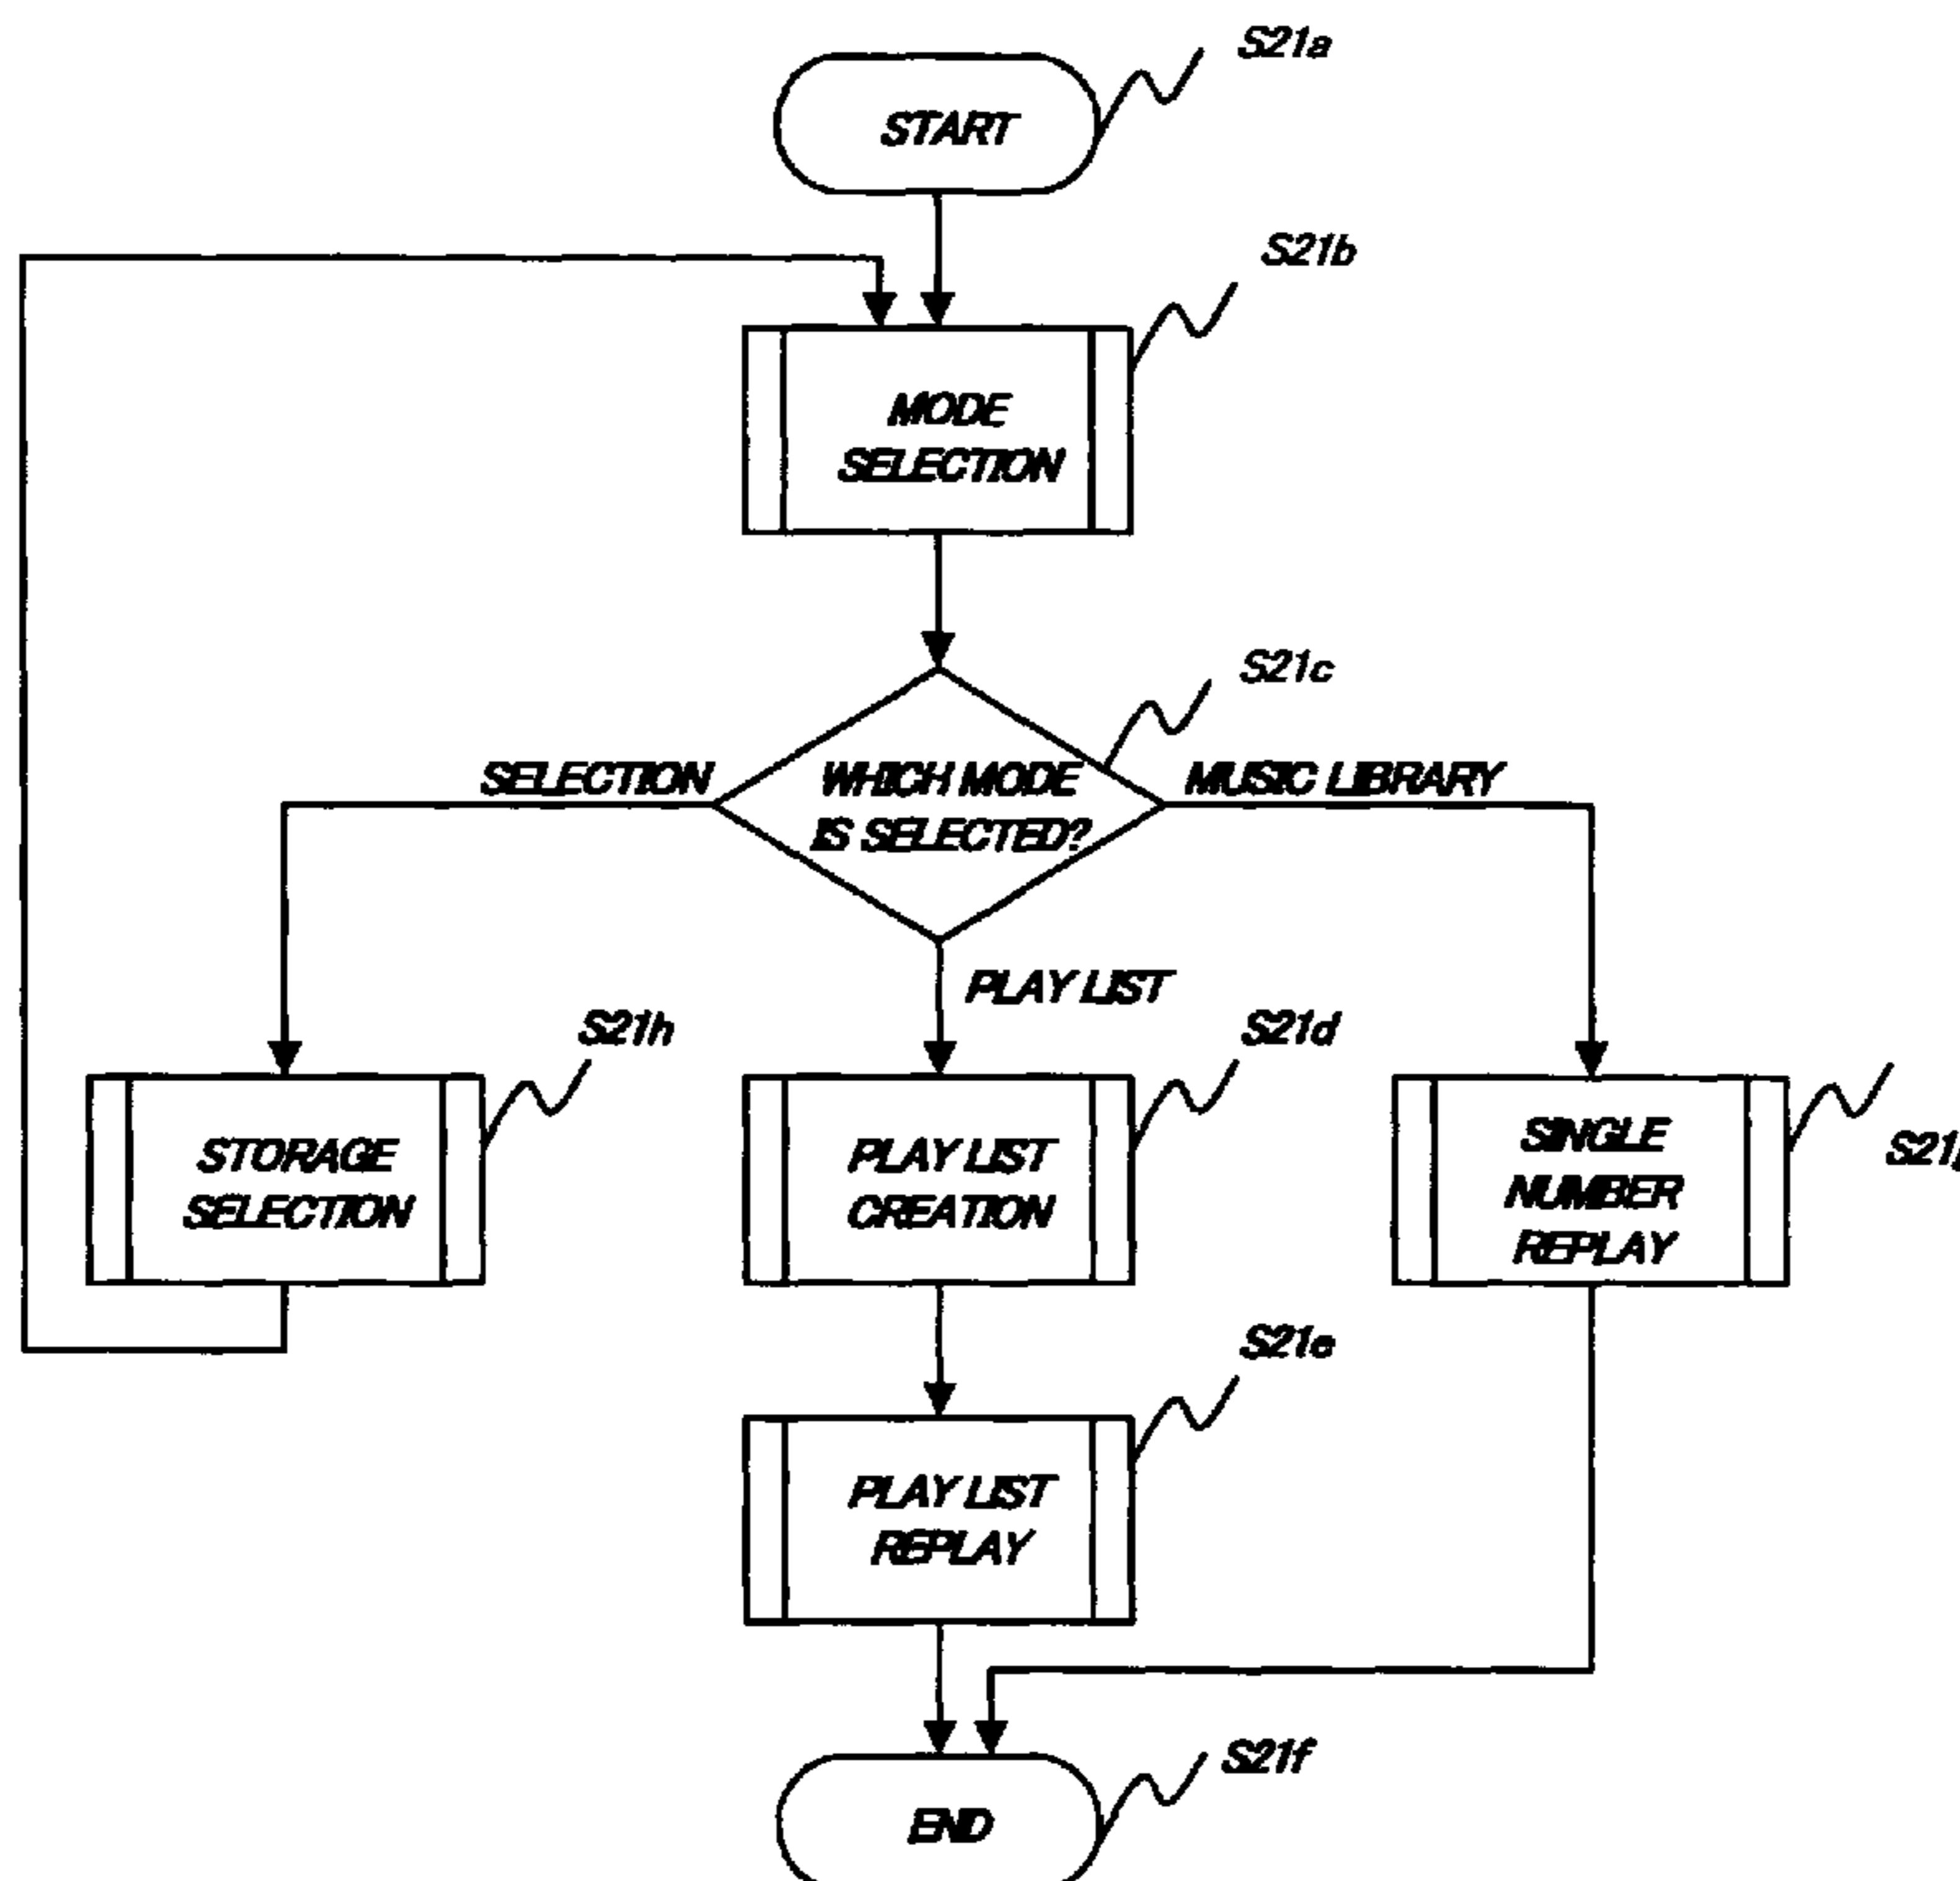 S21a
START
S21b
MODE
SELECTION
S21c
SELECTION
WHICH MODE
IS SELECTED?
MUSIC LIBRARY
PLAY LIST
S21h
S21d
STORAGE
SELECTION
PLAY LIST
CREATION
SINGLE
NUMBER
REPLAY
S21e
PLAY LIST
REPLAY
S21f
END